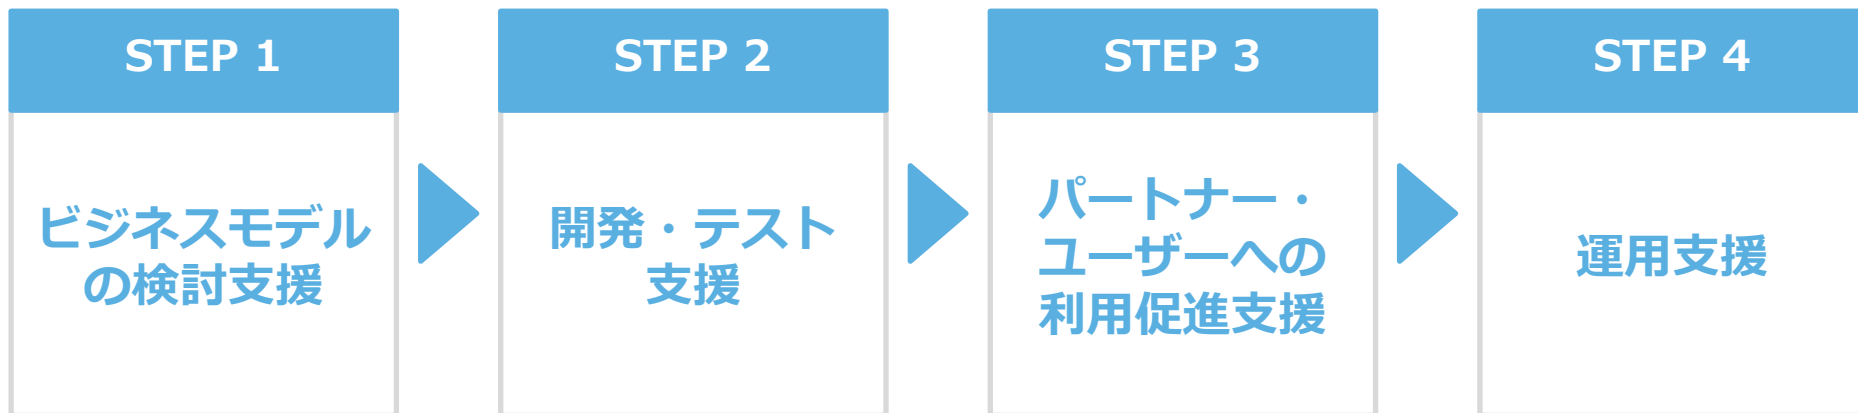 STEP 1
ビジネスモデル
の検討支援
STEP 2
開発・テスト
支援
STEP 3
パートナー・
ユーザーへの
利用促進支援
STEP 4
運用支援